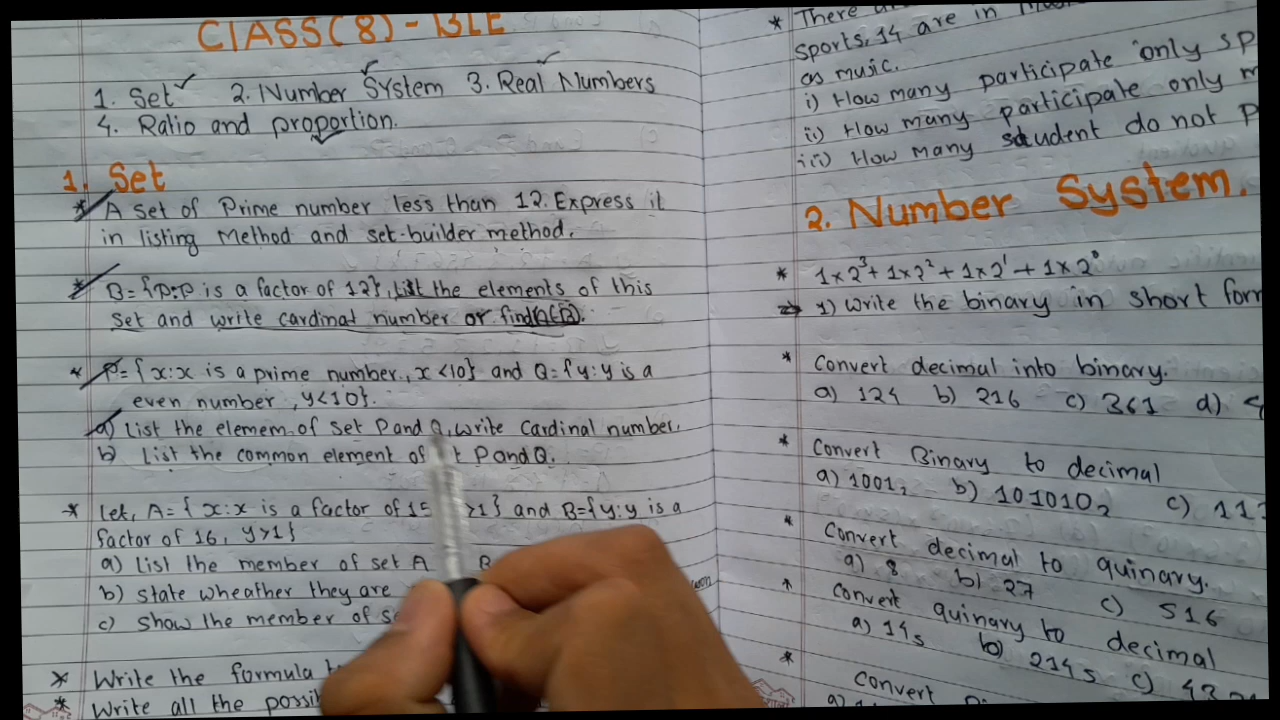 CLASS(8) - BLE
1. Set 2. Number System 3. Real Numbers
4. Ratio and proportion.
1. Set
* A set of Prime number less than 12. Express it
in listing Method and set-builder method.
* B={P:P is a factor of 12}, List the elements of this
set and write cardinal number or find n(B).
* P={x:x is a prime number, x<10} and Q={y:y is a
even number, y<10}.
a) List the elemem of set P and Q, write cardinal number.
b) List the common element of P and Q.
* Let, A={x:x is a factor of 15 >1} and B={y:y is a
factor of 16, y>1}
a) List the member of set A B
b) state wheather they are
c) show the member of
* Write the formula
* Write all the
* There
sports, 14 are in
as music.
i) How many participate only
ii) How many participate only
iii) How many student do not
2. Number System.
* 1×2³+1×2²+1×2¹+1×2⁰
1) Write the binary in short form
* Convert decimal into binary.
a) 124 b) 216 c) 361 d)
* Convert Binary to decimal
a) 1001₂ b) 101010₂ c)
* Convert decimal to quinary.
a) 8 b) 27 c) 516
* Convert quinary to decimal
a) 14₅ b) 214₅ c)
* Convert